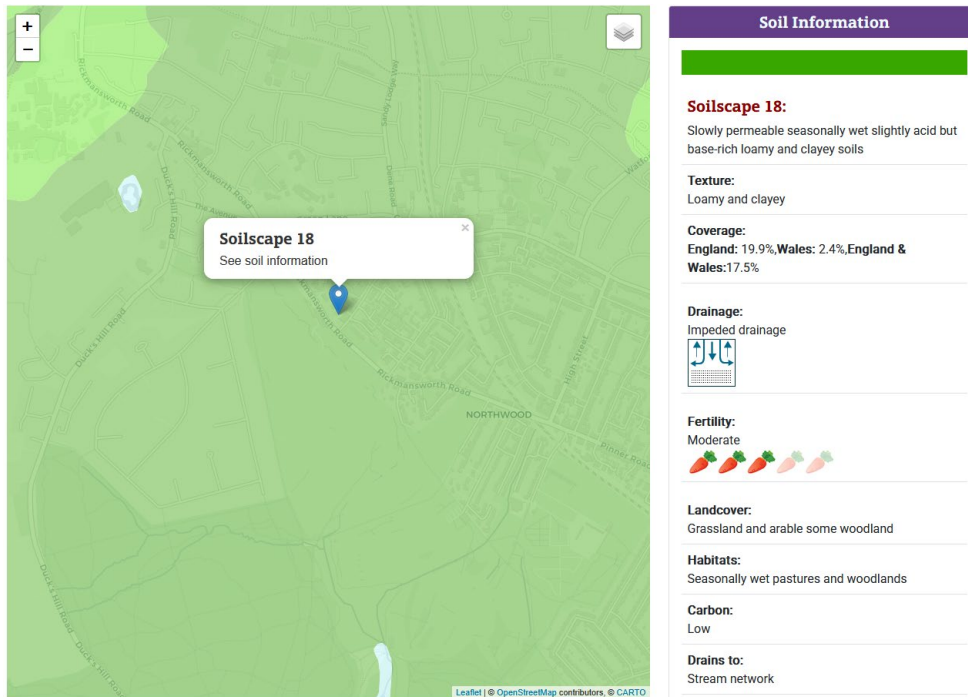 +
−
Rickmansworth Road
Rickmansworth Road
Sandy Lodge Way
Duck's Hill Road
The Avenue
Dene Road
Soilscape 18
×
See soil information
Rickmansworth Road
Duck's Hill Road
Rickmansworth Road
High Street
NORTHWOOD
Pinner Road
Duck's Hill Road
Duck's Hill Road
Leaflet | © OpenStreetMap contributors, © CARTO
Soil Information
Soilscape 18:
Slowly permeable seasonally wet slightly acid but
base-rich loamy and clayey soils
Texture:
Loamy and clayey
Coverage:
England: 19.9%,Wales: 2.4%,England &
Wales:17.5%
Drainage:
Impeded drainage
Fertility:
Moderate
Landcover:
Grassland and arable some woodland
Habitats:
Seasonally wet pastures and woodlands
Carbon:
Low
Drains to:
Stream network